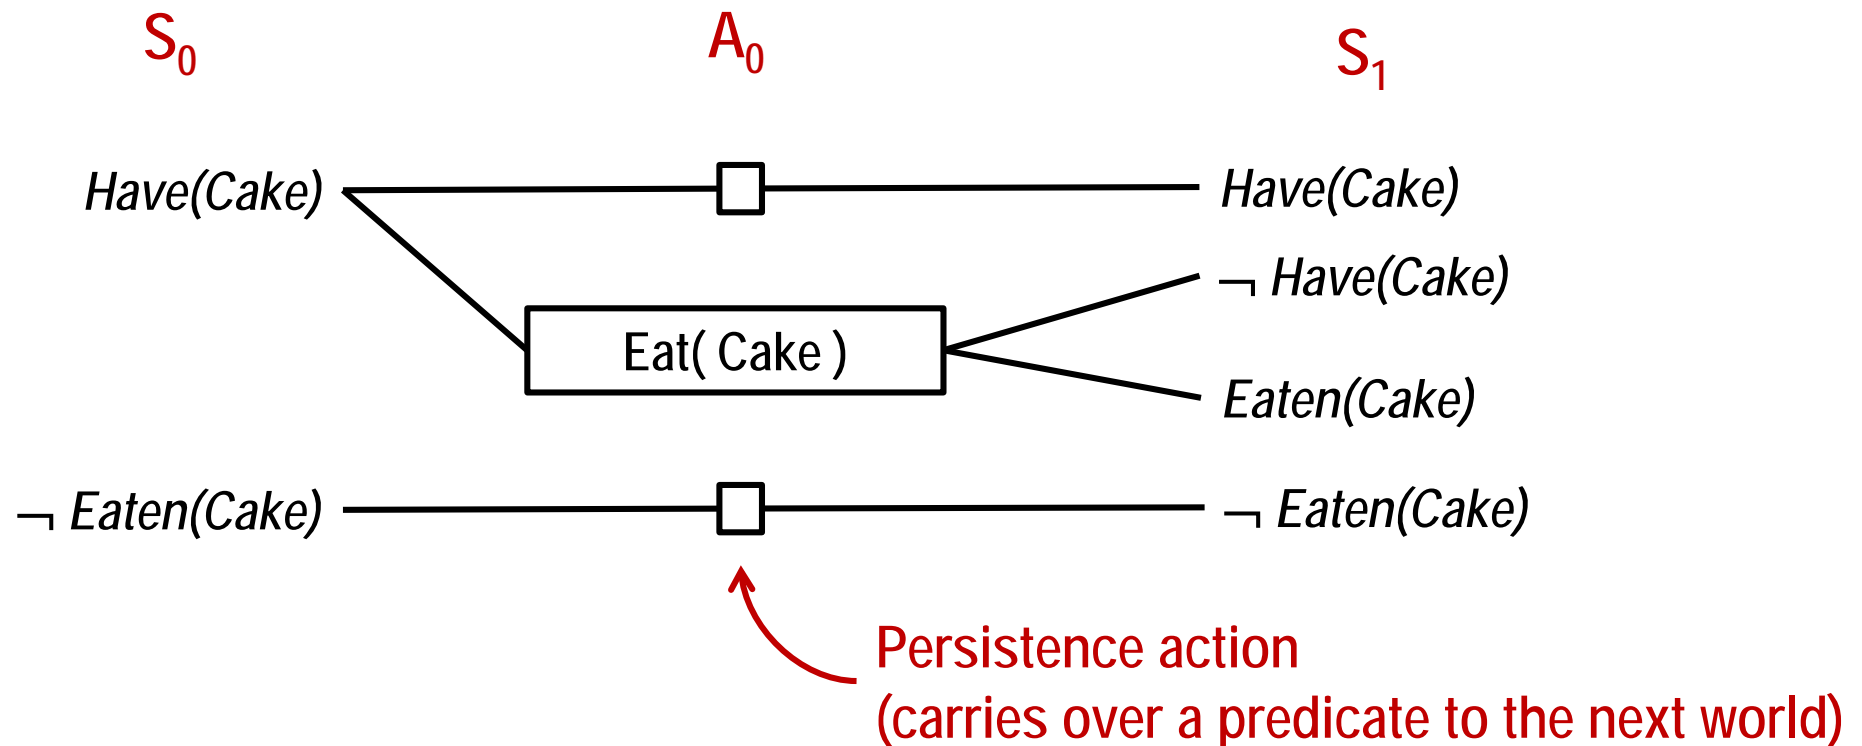 S₀ A₀ S₁
Have(Cake) Have(Cake)
¬ Have(Cake)
Eat( Cake )
Eaten(Cake)
¬ Eaten(Cake) ¬ Eaten(Cake)
Persistence action
(carries over a predicate to the next world)